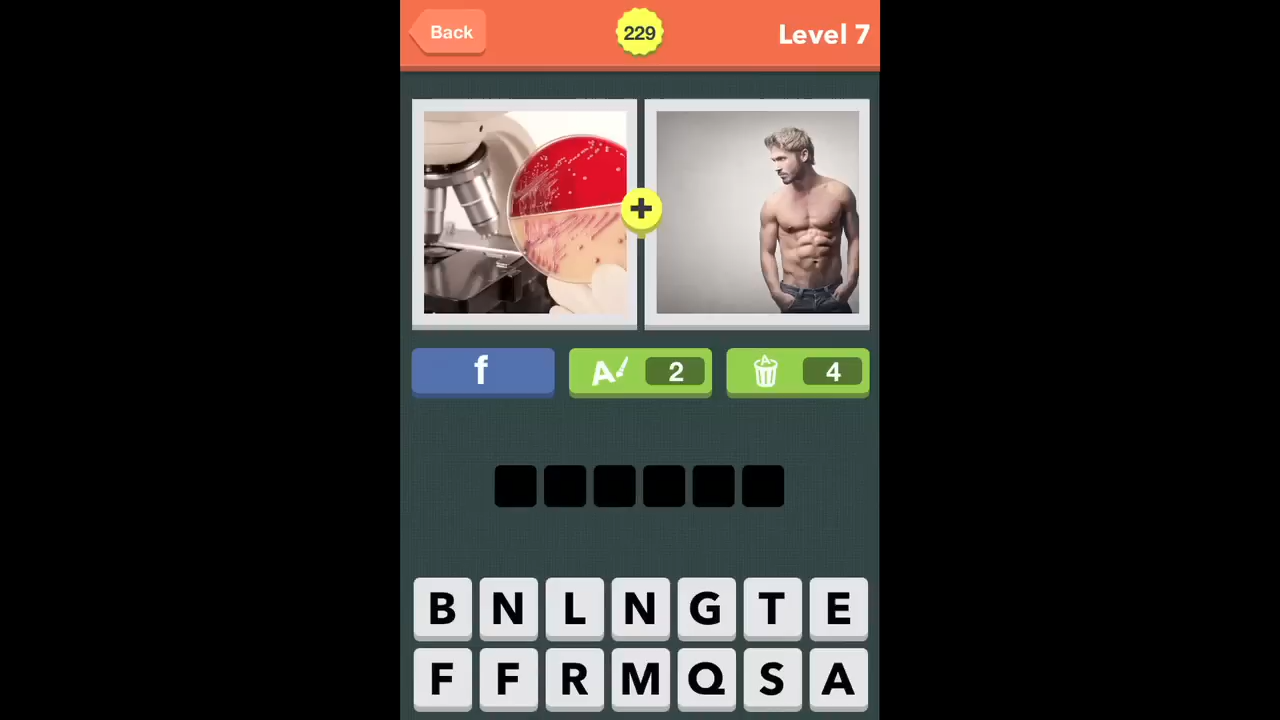 Back 229 Level 7
+
f A 2 A 4
B N L N G T E
F F R M Q S A